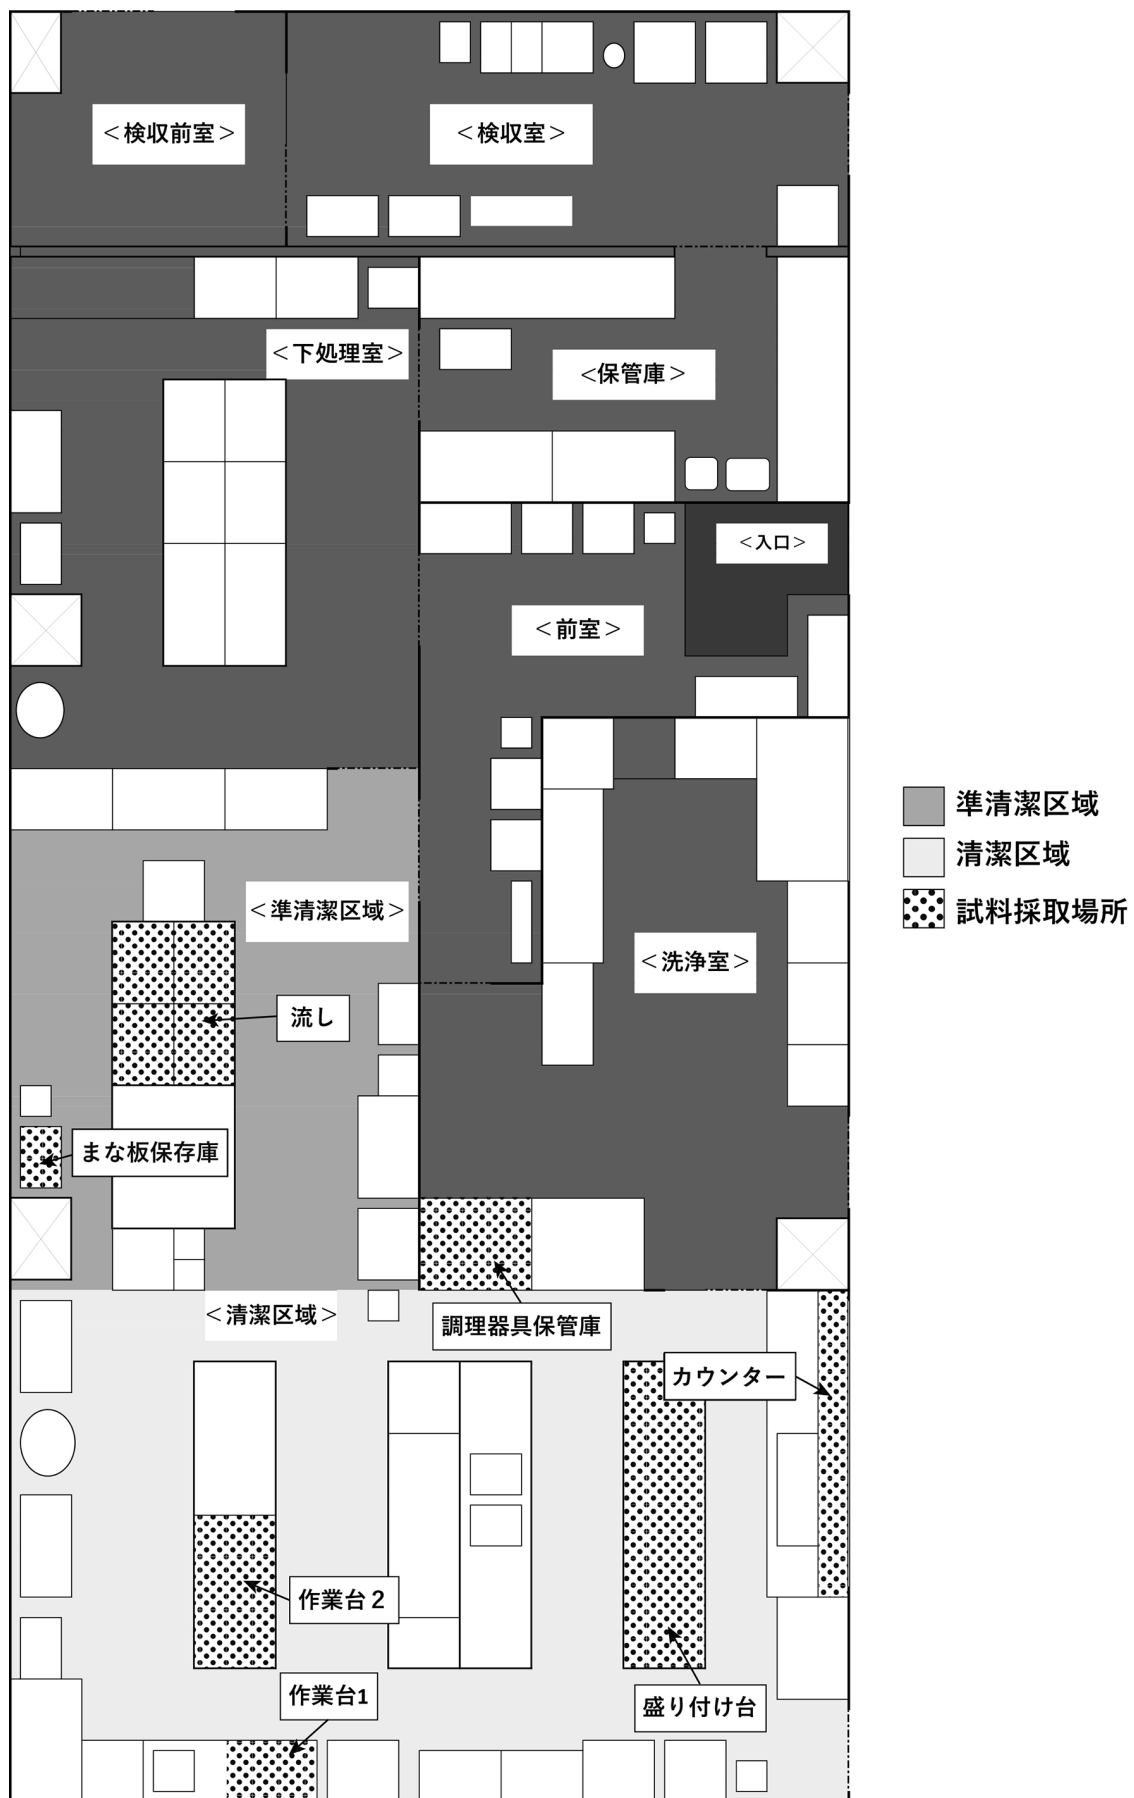 ＜検収前室＞
＜検収室＞
＜下処理室＞
＜保管庫＞
＜入口＞
＜前室＞
準清潔区域
清潔区域
試料採取場所
＜準清潔区域＞
＜洗浄室＞
流し
まな板保存庫
＜清潔区域＞
調理器具保管庫
カウンター
作業台２
作業台1
盛り付け台